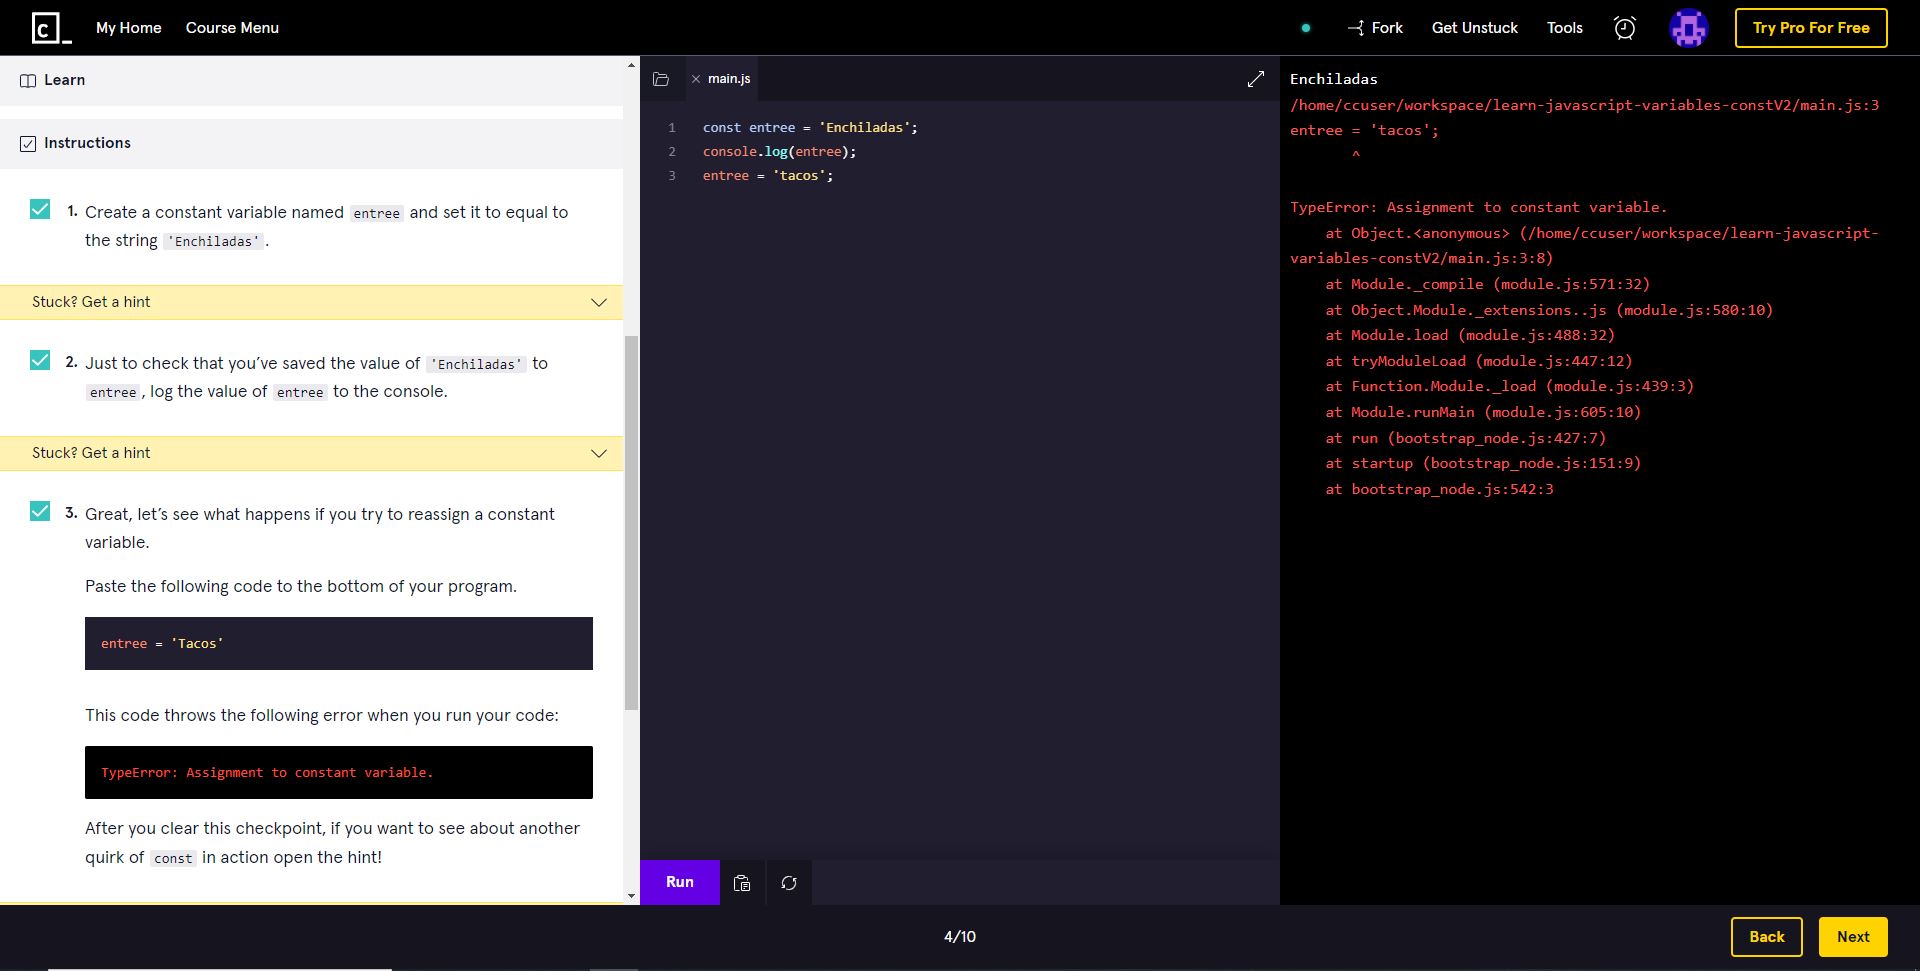 c_ My Home Course Menu Fork Get Unstuck Tools Try Pro For Free
Learn
Instructions
1. Create a constant variable named entree and set it to equal to
the string 'Enchiladas'.
Stuck? Get a hint
2. Just to check that you’ve saved the value of 'Enchiladas' to
entree, log the value of entree to the console.
Stuck? Get a hint
3. Great, let’s see what happens if you try to reassign a constant
variable.
Paste the following code to the bottom of your program.
entree = 'Tacos'
This code throws the following error when you run your code:
TypeError: Assignment to constant variable.
After you clear this checkpoint, if you want to see about another
quirk of const in action open the hint!
main.js
1 const entree = 'Enchiladas';
2 console.log(entree);
3 entree = 'tacos';
Run
Enchiladas
/home/ccuser/workspace/learn-javascript-variables-constV2/main.js:3
entree = 'tacos';
^
TypeError: Assignment to constant variable.
at Object.<anonymous> (/home/ccuser/workspace/learn-javascript-
variables-constV2/main.js:3:8)
at Module._compile (module.js:571:32)
at Object.Module._extensions..js (module.js:580:10)
at Module.load (module.js:488:32)
at tryModuleLoad (module.js:447:12)
at Function.Module._load (module.js:439:3)
at Module.runMain (module.js:605:10)
at run (bootstrap_node.js:427:7)
at startup (bootstrap_node.js:151:9)
at bootstrap_node.js:542:3
4/10
Back Next